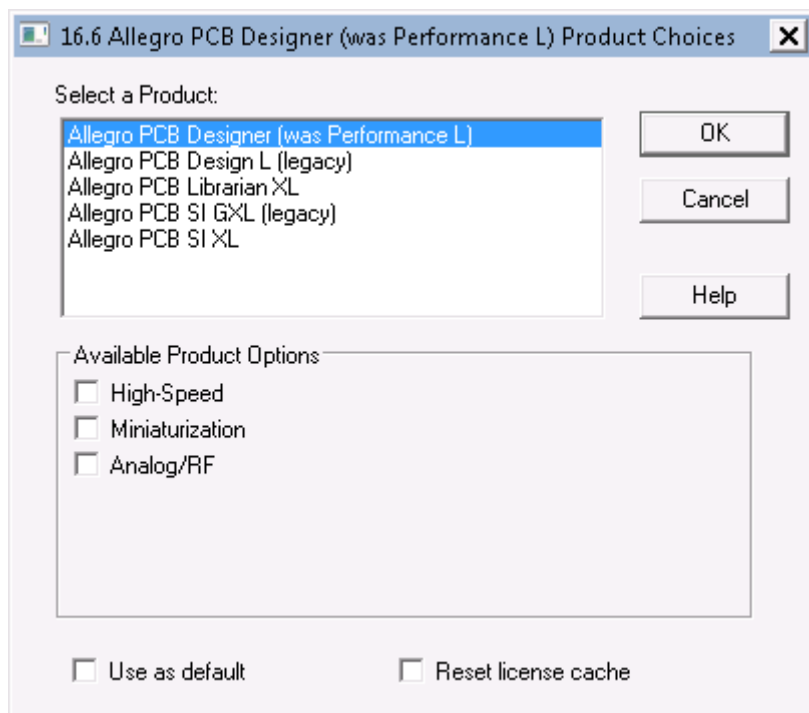 16.6 Allegro PCB Designer (was Performance L) Product Choices
Select a Product:
Allegro PCB Designer (was Performance L)
Allegro PCB Design L (legacy)
Allegro PCB Librarian XL
Allegro PCB SI GXL (legacy)
Allegro PCB SI XL
OK
Cancel
Help
Available Product Options
High-Speed
Miniaturization
Analog/RF
Use as default
Reset license cache